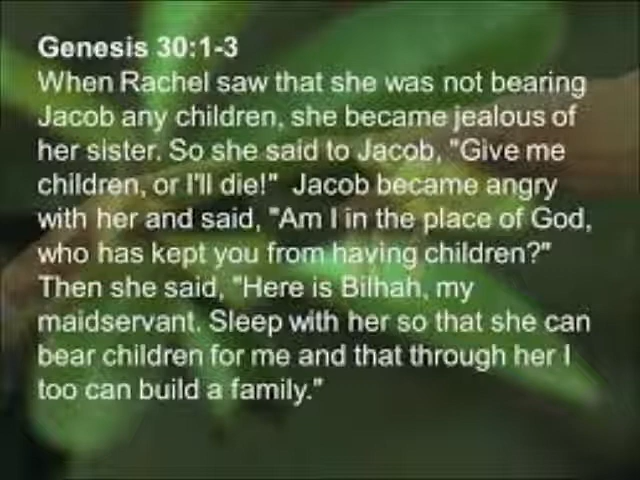 Genesis 30:1-3
When Rachel saw that she was not bearing
Jacob any children, she became jealous of
her sister. So she said to Jacob, "Give me
children, or I'll die!"  Jacob became angry
with her and said, "Am I in the place of God,
who has kept you from having children?"
Then she said, "Here is Bilhah, my
maidservant. Sleep with her so that she can
bear children for me and that through her I
too can build a family."